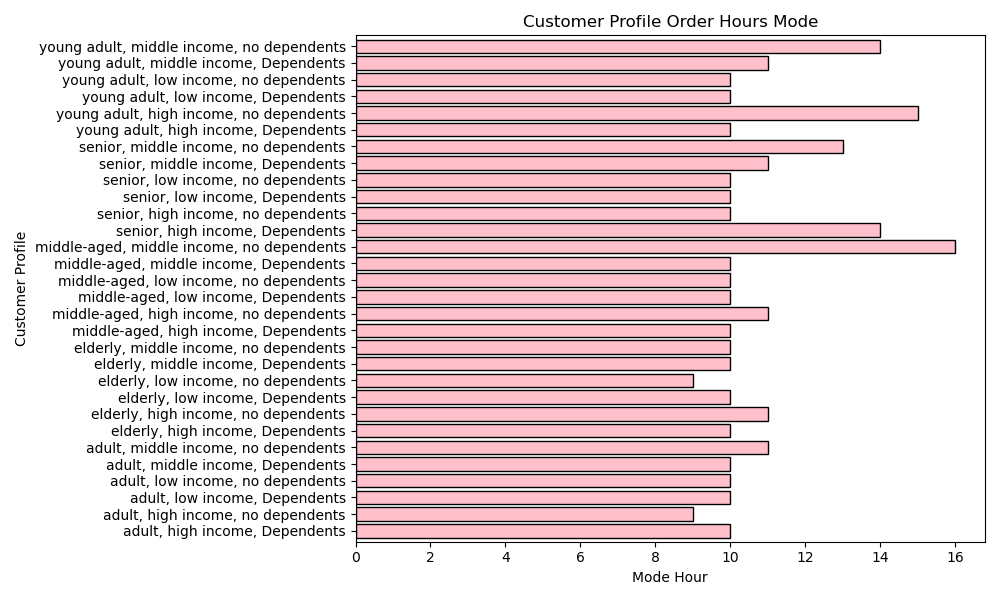 Customer Profile Order Hours Mode
Customer Profile
young adult, middle income, no dependents
young adult, middle income, Dependents
young adult, low income, no dependents
young adult, low income, Dependents
young adult, high income, no dependents
young adult, high income, Dependents
senior, middle income, no dependents
senior, middle income, Dependents
senior, low income, no dependents
senior, low income, Dependents
senior, high income, no dependents
senior, high income, Dependents
middle-aged, middle income, no dependents
middle-aged, middle income, Dependents
middle-aged, low income, no dependents
middle-aged, low income, Dependents
middle-aged, high income, no dependents
middle-aged, high income, Dependents
elderly, middle income, no dependents
elderly, middle income, Dependents
elderly, low income, no dependents
elderly, low income, Dependents
elderly, high income, no dependents
elderly, high income, Dependents
adult, middle income, no dependents
adult, middle income, Dependents
adult, low income, no dependents
adult, low income, Dependents
adult, high income, no dependents
adult, high income, Dependents
0 2 4 6 8 10 12 14 16
Mode Hour